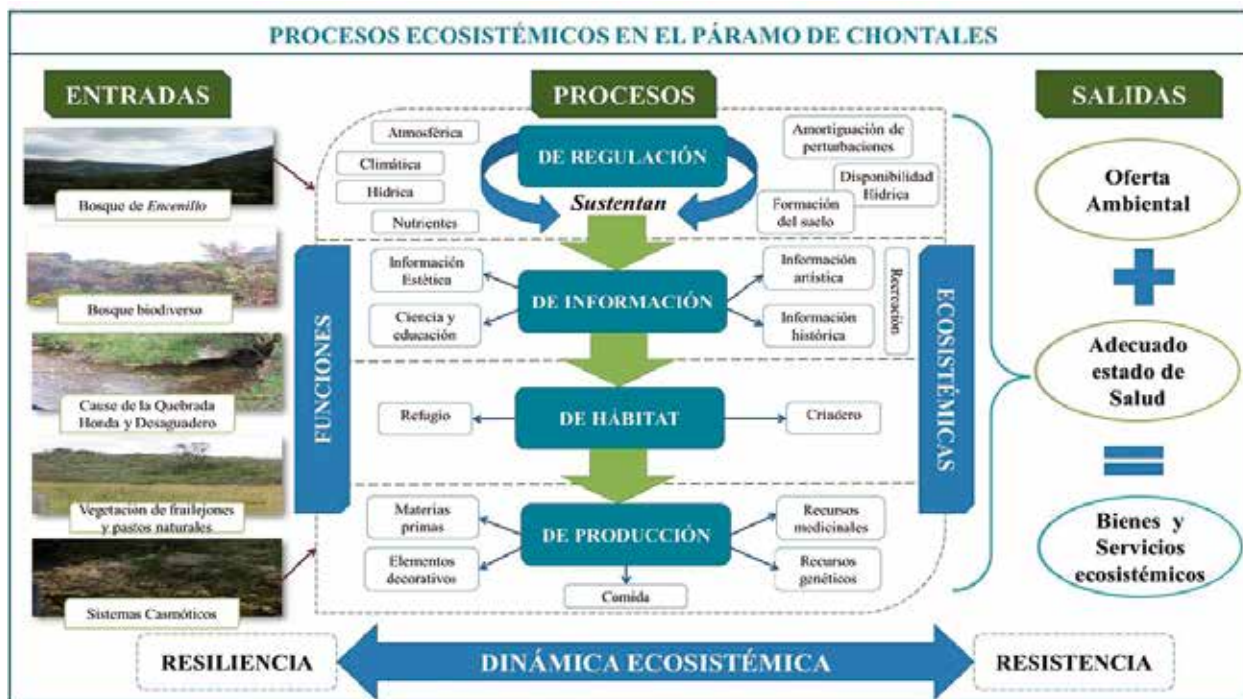 PROCESOS ECOSISTÉMICOS EN EL PÁRAMO DE CHONTALES
ENTRADAS
Bosque de Encenillo
Bosque biodiverso
Cause de la Quebrada
Honda y Desaguadero
Vegetación de frailejones
y pastos naturales
Sistemas Casmóticos
PROCESOS
DE REGULACIÓN
Sustentan
Atmosférica
Climática
Hídrica
Nutrientes
Amortiguación de
perturbaciones
Disponibilidad
Hídrica
Formación
del suelo
FUNCIONES
ECOSISTÉMICAS
DE INFORMACIÓN
Información
Estética
Ciencia y
educación
Información
artística
Información
histórica
Recreación
DE HÁBITAT
Refugio
Criadero
DE PRODUCCIÓN
Materias
primas
Elementos
decorativos
Comida
Recursos
medicinales
Recursos
genéticos
SALIDAS
Oferta
Ambiental
+
Adecuado
estado de
Salud
=
Bienes y
Servicios
ecosistémicos
RESILIENCIA
DINÁMICA ECOSISTÉMICA
RESISTENCIA